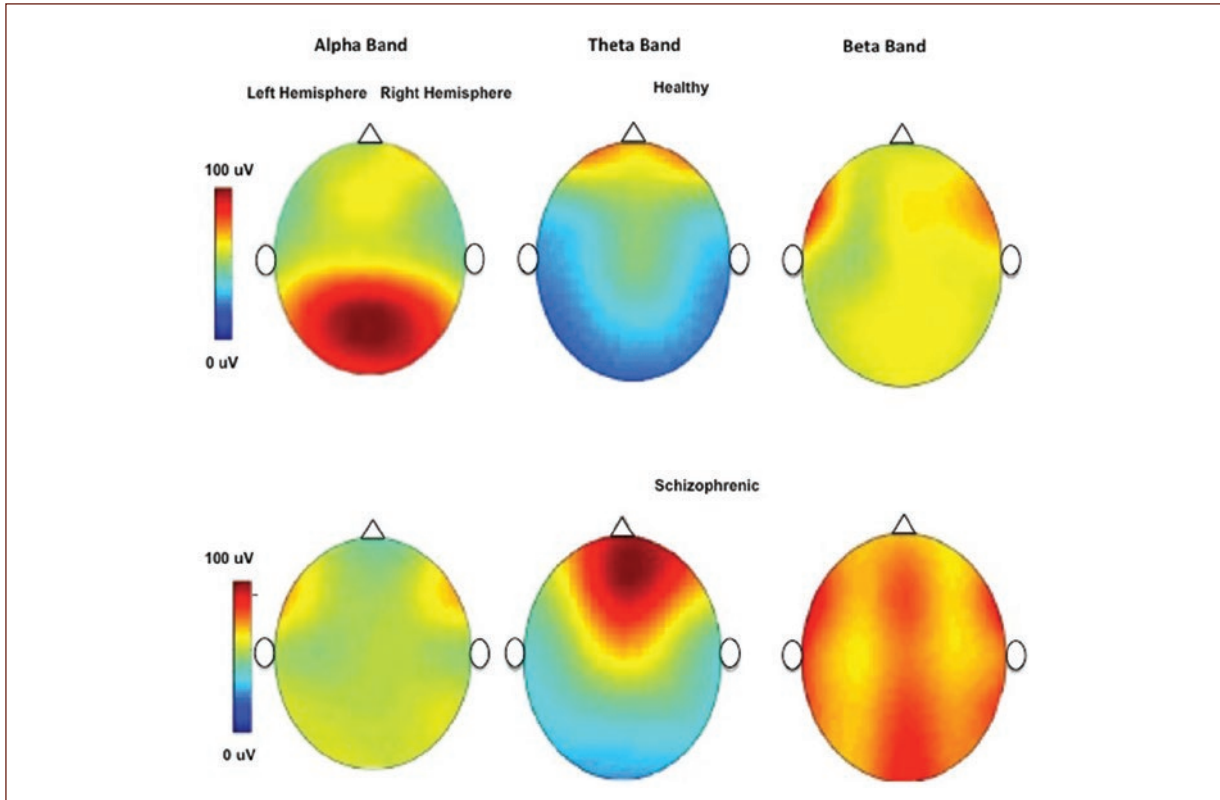 Alpha Band Theta Band Beta Band
Left Hemisphere Right Hemisphere Healthy
100 uV
0 uV
Schizophrenic
100 uV
0 uV